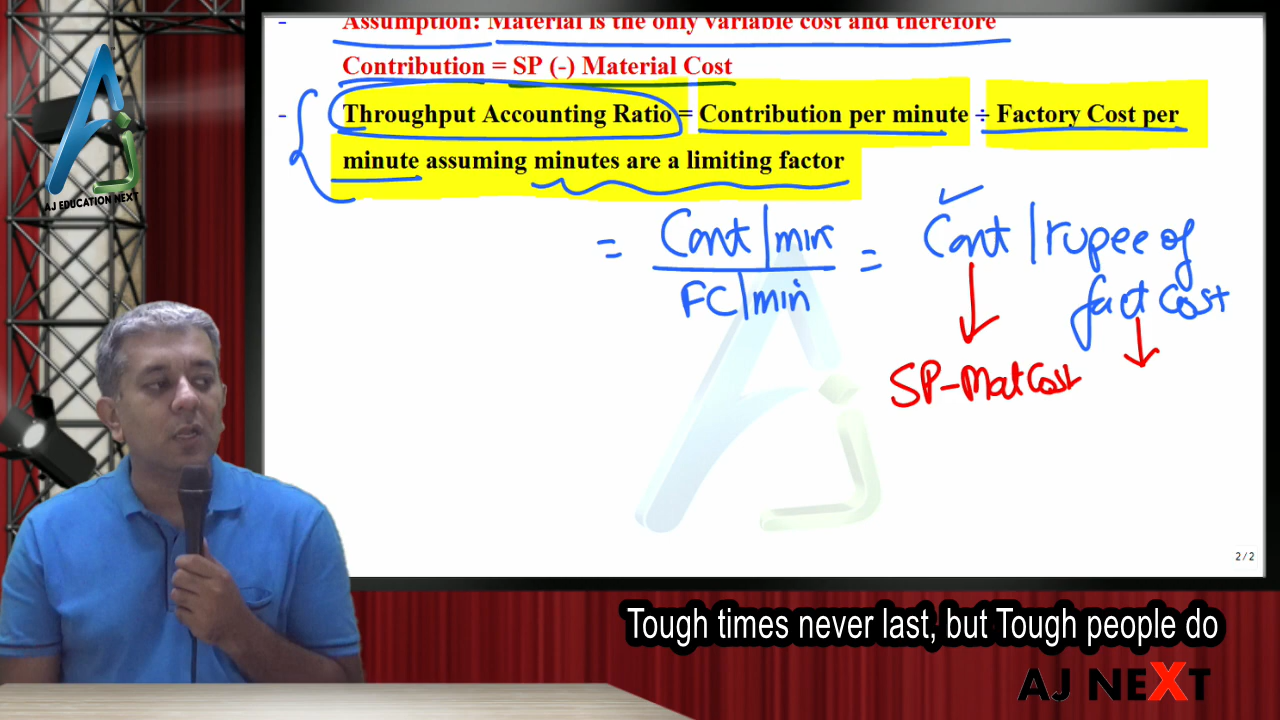 - Assumption: Material is the only variable cost and therefore
Contribution = SP (-) Material Cost
- Throughput Accounting Ratio = Contribution per minute ÷ Factory Cost per
minute assuming minutes are a limiting factor
= Cont|min / FC|min = Cont | rupee of
fact Cost
SP-Mat Cost
AJ EDUCATION NEXT
2 / 2
Tough times never last, but Tough people do
AJ NEXT